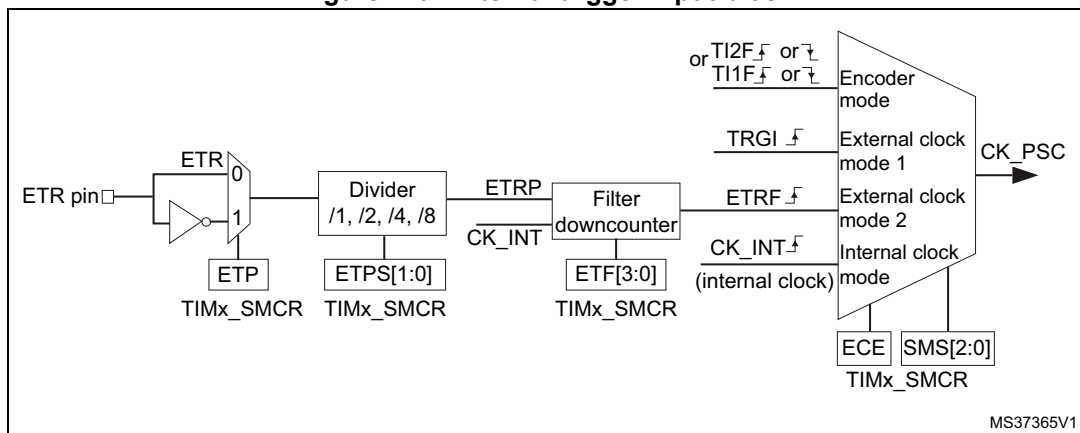 or TI2F or
TI1F or
Encoder
mode
TRGI
External clock
mode 1
CK_PSC
ETR
0
ETR pin
1
Divider
/1, /2, /4, /8
ETRP
CK_INT
Filter
downcounter
ETRF
External clock
mode 2
CK_INT
(internal clock)
Internal clock
mode
ETP
TIMx_SMCR
ETPS[1:0]
TIMx_SMCR
ETF[3:0]
TIMx_SMCR
ECE
SMS[2:0]
TIMx_SMCR
MS37365V1